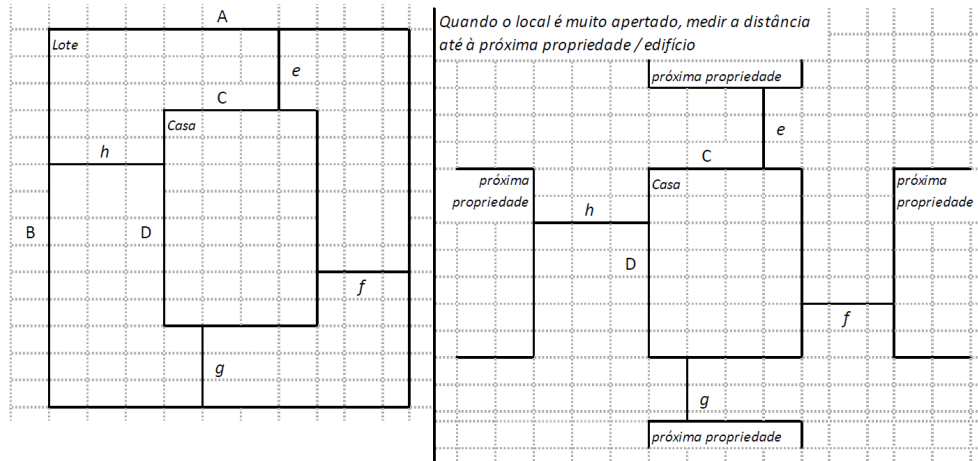 A
Lote
e
C
Casa
h
B
D
f
g
Quando o local é muito apertado, medir a distância
até à próxima propriedade / edifício
próxima propriedade
e
C
próxima
propriedade
Casa
próxima
propriedade
h
D
f
g
próxima propriedade